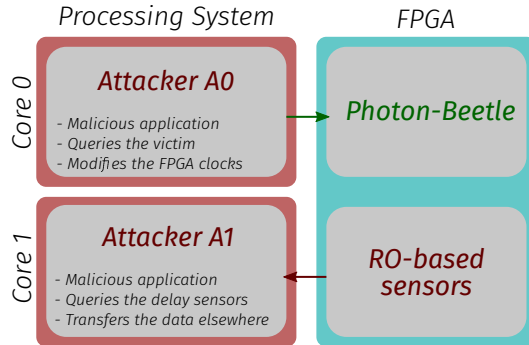 Processing System
FPGA
Core 0
Attacker A0
- Malicious application
- Queries the victim
- Modifies the FPGA clocks
Photon-Beetle
Core 1
Attacker A1
- Malicious application
- Queries the delay sensors
- Transfers the data elsewhere
RO-based
sensors